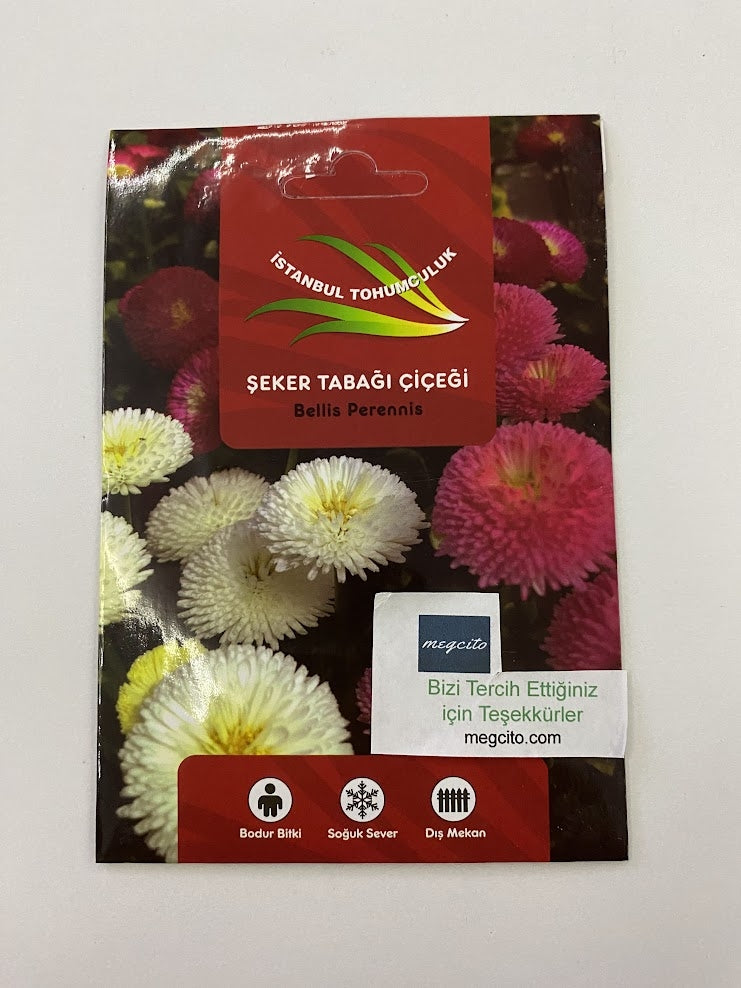 İSTANBUL TOHUMCULUK
ŞEKER TABAĞI ÇİÇEĞİ
Bellis Perennis
megcito
Bizi Tercih Ettiğiniz
için Teşekkürler
megcito.com
Bodur Bitki
Soğuk Sever
Dış Mekan